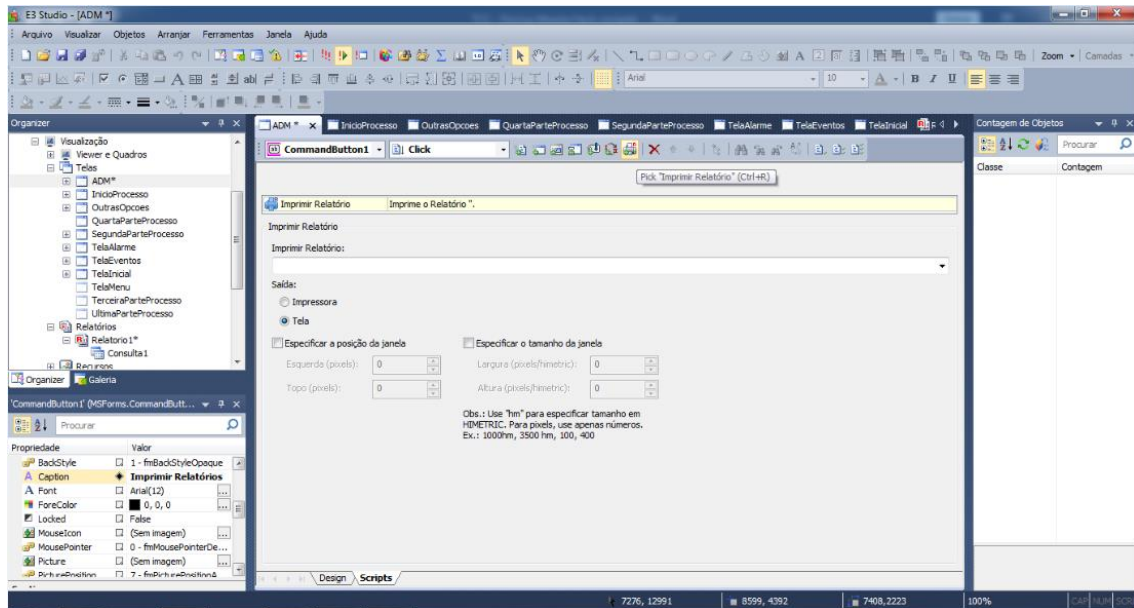 E3 Studio - [ADM *]
Arquivo Visualizar Objetos Arranjar Ferramentas Janela Ajuda
Zoom Camadas
Arial 10 A B I U
Organizer
ADM * x InicioProcesso OutrasOpcoes QuartaParteProcesso SegundaParteProcesso TelaAlarme TelaEventos TelaInicial
Contagem de Objetos
Visualização
Viewer e Quadros
Telas
ADM*
InicioProcesso
OutrasOpcoes
QuartaParteProcesso
SegundaParteProcesso
TelaAlarme
TelaEventos
TelaInicial
TelaMenu
TerceiraParteProcesso
UltimaParteProcesso
Relatórios
Relatorio1*
Consulta1
Recursos
Organizer Galeria
CommandButton1 Click
Pick "Imprimir Relatório" (Ctrl+R)
Imprimir Relatório Imprime o Relatório ''.
Imprimir Relatório
Imprimir Relatório:
Saída:
Impressora
Tela
Especificar a posição da janela Especificar o tamanho da janela
Esquerda (pixels): 0 Largura (pixels/himetric): 0
Topo (pixels): 0 Altura (pixels/himetric): 0
Obs.: Use "hm" para especificar tamanho em
HIMETRIC. Para pixels, use apenas números.
Ex.: 1000hm, 3500 hm, 100, 400
Procurar
Classe Contagem
'CommandButton1' (MSForms.CommandButt...
Procurar
Propriedade Valor
BackStyle 1 - fmBackStyleOpaque
Caption Imprimir Relatórios
Font Arial(12)
ForeColor 0, 0, 0
Locked False
MouseIcon (Sem imagem)
MousePointer 0 - fmMousePointerDe...
Picture (Sem imagem)
PicturePosition 7 - fmPicturePositionA
Design Scripts
7276, 12991 8599, 4392 7408,2223 100% CAP NUM SCR